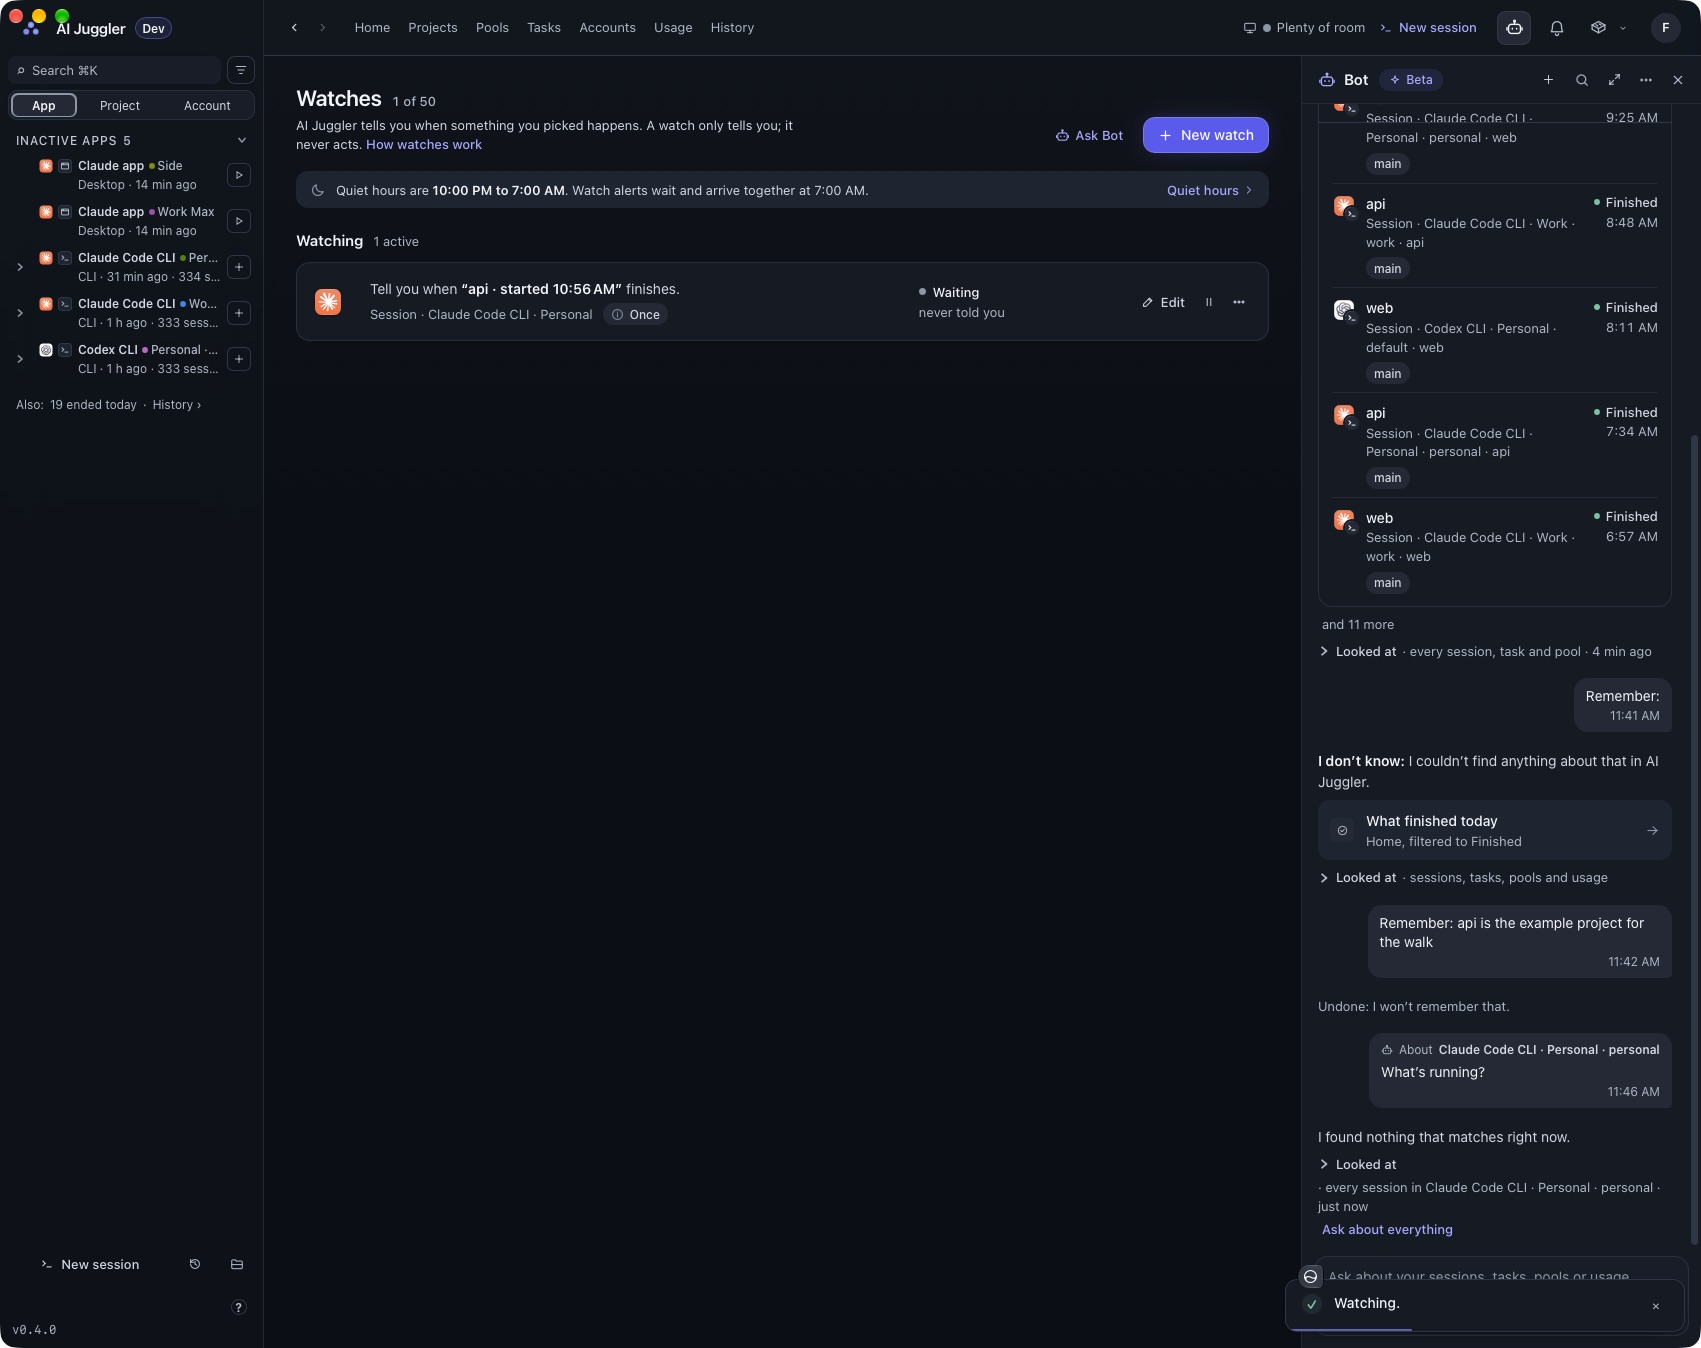 AI Juggler Dev
Search ⌘K
App Project Account
INACTIVE APPS 5
Claude app Side
Desktop · 14 min ago
Claude app Work Max
Desktop · 14 min ago
Claude Code CLI Per...
CLI · 31 min ago · 334 s...
Claude Code CLI Wo...
CLI · 1 h ago · 333 sess...
Codex CLI Personal ·...
CLI · 1 h ago · 333 sess...
Also: 19 ended today · History ›
New session
?
v0.4.0
Home Projects Pools Tasks Accounts Usage History
Plenty of room New session F
Watches 1 of 50
AI Juggler tells you when something you picked happens. A watch only tells you; it
never acts. How watches work
Ask Bot
+ New watch
Quiet hours are 10:00 PM to 7:00 AM. Watch alerts wait and arrive together at 7:00 AM.
Quiet hours ›
Watching 1 active
Tell you when “api · started 10:56 AM” finishes.
Session · Claude Code CLI · Personal Once
Waiting
never told you
Edit
Bot Beta
Session · Claude Code CLI · 9:25 AM
Personal · personal · web
main
api Finished
Session · Claude Code CLI · Work · 8:48 AM
work · api
main
web Finished
Session · Codex CLI · Personal · 8:11 AM
default · web
main
api Finished
Session · Claude Code CLI · 7:34 AM
Personal · personal · api
main
web Finished
Session · Claude Code CLI · Work · 6:57 AM
work · web
main
and 11 more
Looked at · every session, task and pool · 4 min ago
Remember:
11:41 AM
I don’t know: I couldn’t find anything about that in AI
Juggler.
What finished today
Home, filtered to Finished
Looked at · sessions, tasks, pools and usage
Remember: api is the example project for
the walk
11:42 AM
Undone: I won’t remember that.
About Claude Code CLI · Personal · personal
What’s running?
11:46 AM
I found nothing that matches right now.
Looked at
· every session in Claude Code CLI · Personal · personal ·
just now
Ask about everything
Ask about your sessions, tasks, pools or usage
Watching.